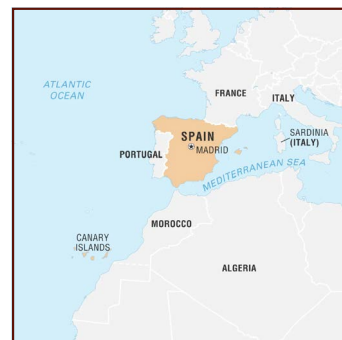 ATLANTIC
OCEAN
FRANCE
ITALY
SPAIN
MADRID
SARDINIA
(ITALY)
PORTUGAL
MEDITERRANEAN SEA
MOROCCO
CANARY
ISLANDS
ALGERIA